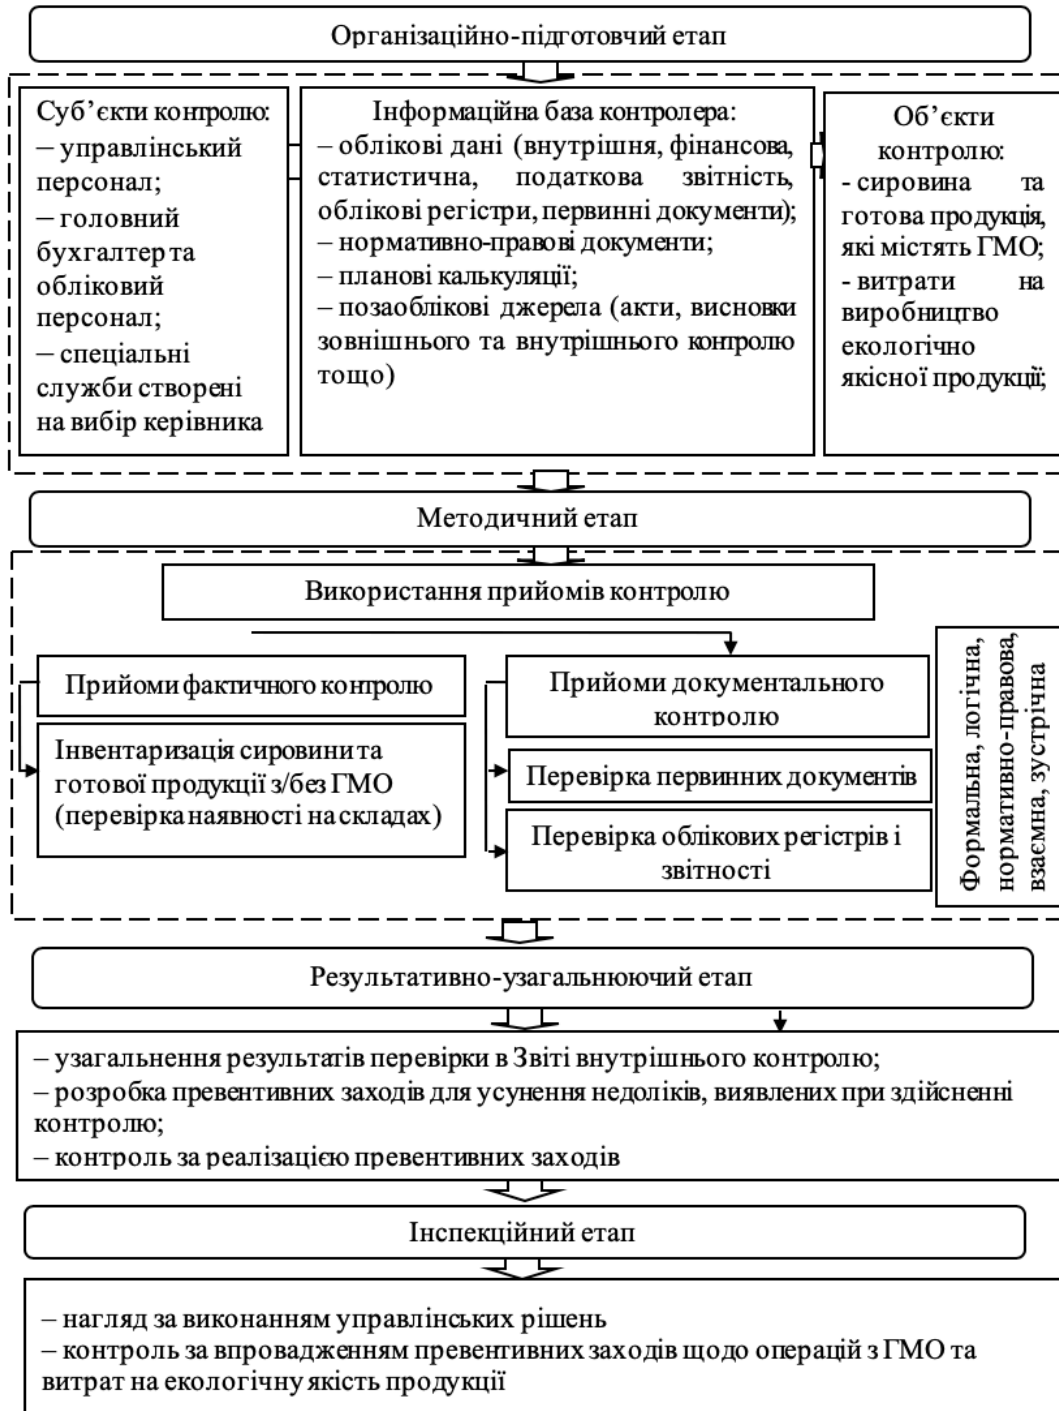 Організаційно-підготовчий етап
Суб’єкти контролю:
– управлінський
персонал;
– головний
бухгалтер та
обліковий
персонал;
– спеціальні
служби створені
на вибір керівника
Інформаційна база контролера:
– облікові дані (внутрішня, фінансова,
статистична, податкова звітність,
облікові регістри, первинні документи);
– нормативно-правові документи;
– планові калькуляції;
– позаоблікові джерела (акти, висновки
зовнішнього та внутрішнього контролю
тощо)
Об’єкти
контролю:
- сировина та
готова продукція,
які містять ГМО;
- витрати на
виробництво
екологічно
якісної продукції;
Методичний етап
Використання прийомів контролю
Прийоми фактичного контролю
Інвентаризація сировини та
готової продукції з/без ГМО
(перевірка наявності на складах)
Прийоми документального
контролю
Перевірка первинних документів
Перевірка облікових регістрів і
звітності
Формальна, логічна,
нормативно-правова,
взаємна, зустрічна
Результативно-узагальнюючий етап
– узагальнення результатів перевірки в Звіті внутрішнього контролю;
– розробка превентивних заходів для усунення недоліків, виявлених при здійсненні
контролю;
– контроль за реалізацією превентивних заходів
Інспекційний етап
– нагляд за виконанням управлінських рішень
– контроль за впровадженням превентивних заходів щодо операцій з ГМО та
витрат на екологічну якість продукції